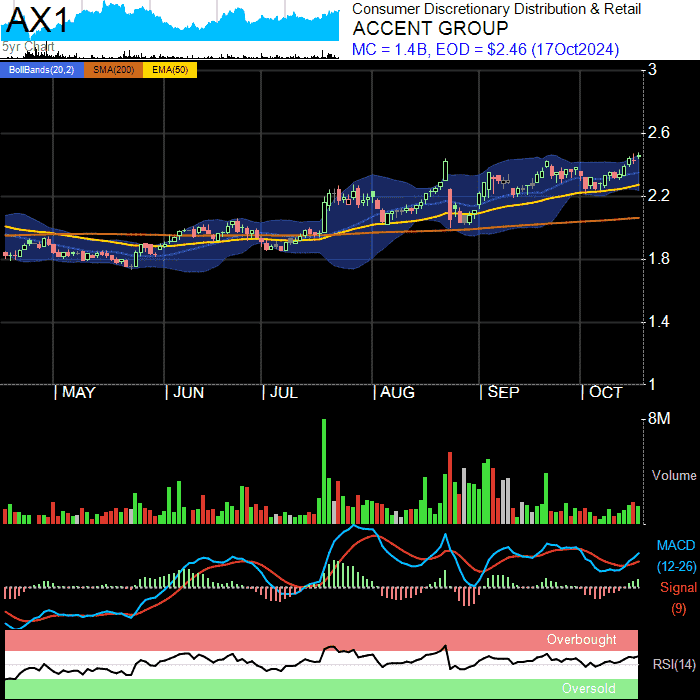 AX1
5yr Chart
Consumer Discretionary Distribution & Retail
ACCENT GROUP
MC = 1.4B, EOD = $2.46 (17Oct2024)
BollBands(20,2) SMA(200) EMA(50)
3
2.6
2.2
1.8
1.4
1
MAY JUN JUL AUG SEP OCT
8M
Volume
MACD
(12-26)
Signal
(9)
Overbought
RSI(14)
Oversold